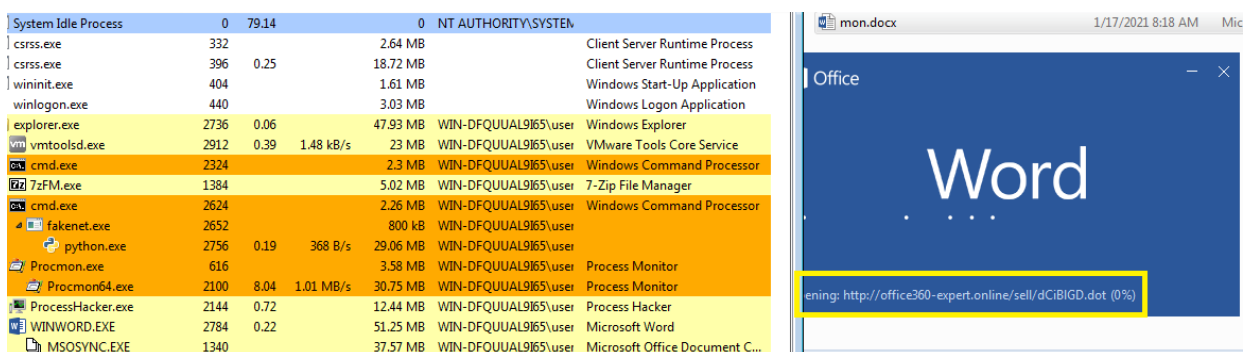 System Idle Process 0 79.14 0 NT AUTHORITY\SYSTEM
csrss.exe 332 2.64 MB Client Server Runtime Process
csrss.exe 396 0.25 18.72 MB Client Server Runtime Process
wininit.exe 404 1.61 MB Windows Start-Up Application
winlogon.exe 440 3.03 MB Windows Logon Application
explorer.exe 2736 0.06 47.93 MB WIN-DFQUUAL9I65\user Windows Explorer
vm vmtoolsd.exe 2912 0.39 1.48 kB/s 23 MB WIN-DFQUUAL9I65\user VMware Tools Core Service
cmd.exe 2324 2.3 MB WIN-DFQUUAL9I65\user Windows Command Processor
7z 7zFM.exe 1384 5.02 MB WIN-DFQUUAL9I65\user 7-Zip File Manager
cmd.exe 2624 2.26 MB WIN-DFQUUAL9I65\user Windows Command Processor
fakenet.exe 2652 800 kB WIN-DFQUUAL9I65\user
python.exe 2756 0.19 368 B/s 29.06 MB WIN-DFQUUAL9I65\user
Procmon.exe 616 3.58 MB WIN-DFQUUAL9I65\user Process Monitor
Procmon64.exe 2100 8.04 1.01 MB/s 30.75 MB WIN-DFQUUAL9I65\user Process Monitor
ProcessHacker.exe 2144 0.72 12.44 MB WIN-DFQUUAL9I65\user Process Hacker
WINWORD.EXE 2784 0.22 51.25 MB WIN-DFQUUAL9I65\user Microsoft Word
MSOSYNC.EXE 1340 37.57 MB WIN-DFQUUAL9I65\user Microsoft Office Document C...
mon.docx 1/17/2021 8:18 AM Mic
Office
Word
ening: http://office360-expert.online/sell/dCiBIGD.dot (0%)